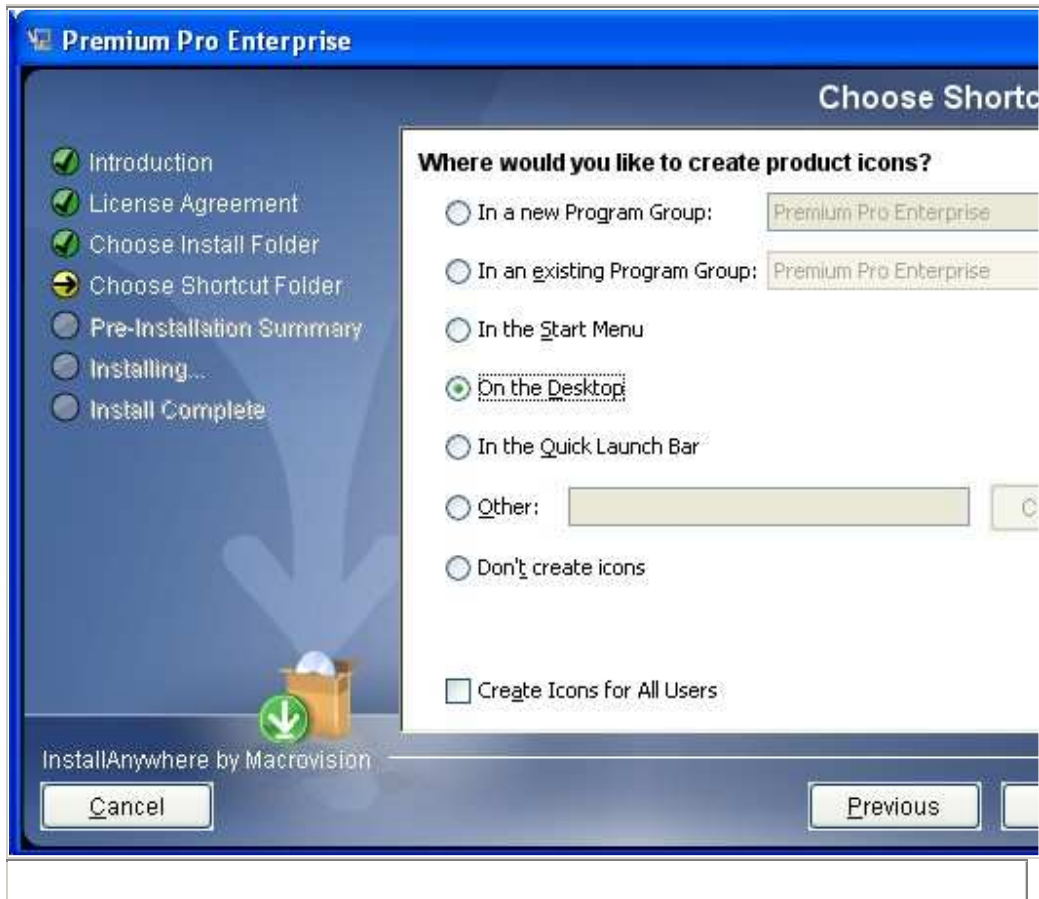 Premium Pro Enterprise
Choose Shortc
Introduction
License Agreement
Choose Install Folder
Choose Shortcut Folder
Pre-Installation Summary
Installing...
Install Complete
Where would you like to create product icons?
In a new Program Group: Premium Pro Enterprise
In an existing Program Group: Premium Pro Enterprise
In the Start Menu
On the Desktop
In the Quick Launch Bar
Other: C
Don't create icons
Create Icons for All Users
InstallAnywhere by Macrovision
Cancel Previous